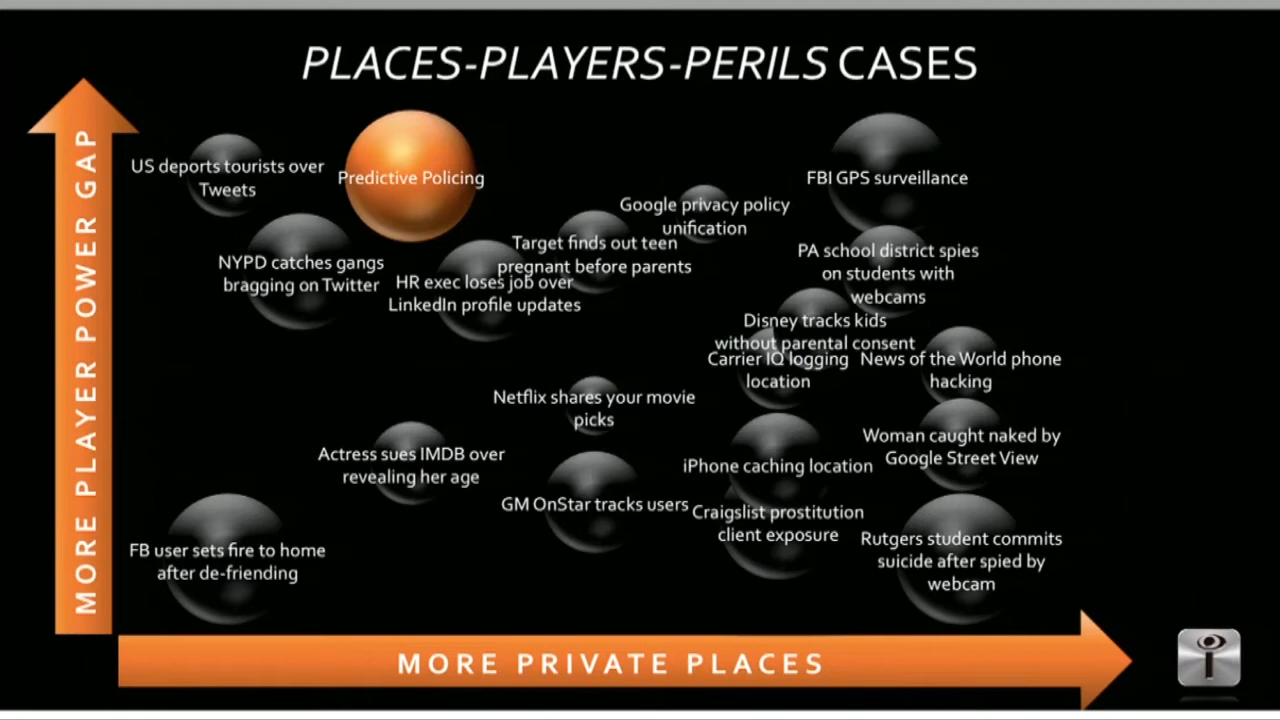 PLACES-PLAYERS-PERILS CASES
MORE PLAYER POWER GAP
US deports tourists over
Tweets
Predictive Policing
FBI GPS surveillance
Google privacy policy
unification
NYPD catches gangs
bragging on Twitter
Target finds out teen
pregnant before parents
HR exec loses job over
LinkedIn profile updates
PA school district spies
on students with
webcams
Disney tracks kids
without parental consent
Carrier IQ logging
location
News of the World phone
hacking
Netflix shares your movie
picks
Actress sues IMDB over
revealing her age
iPhone caching location
Woman caught naked by
Google Street View
GM OnStar tracks users
Craigslist prostitution
client exposure
FB user sets fire to home
after de-friending
Rutgers student commits
suicide after spied by
webcam
MORE PRIVATE PLACES